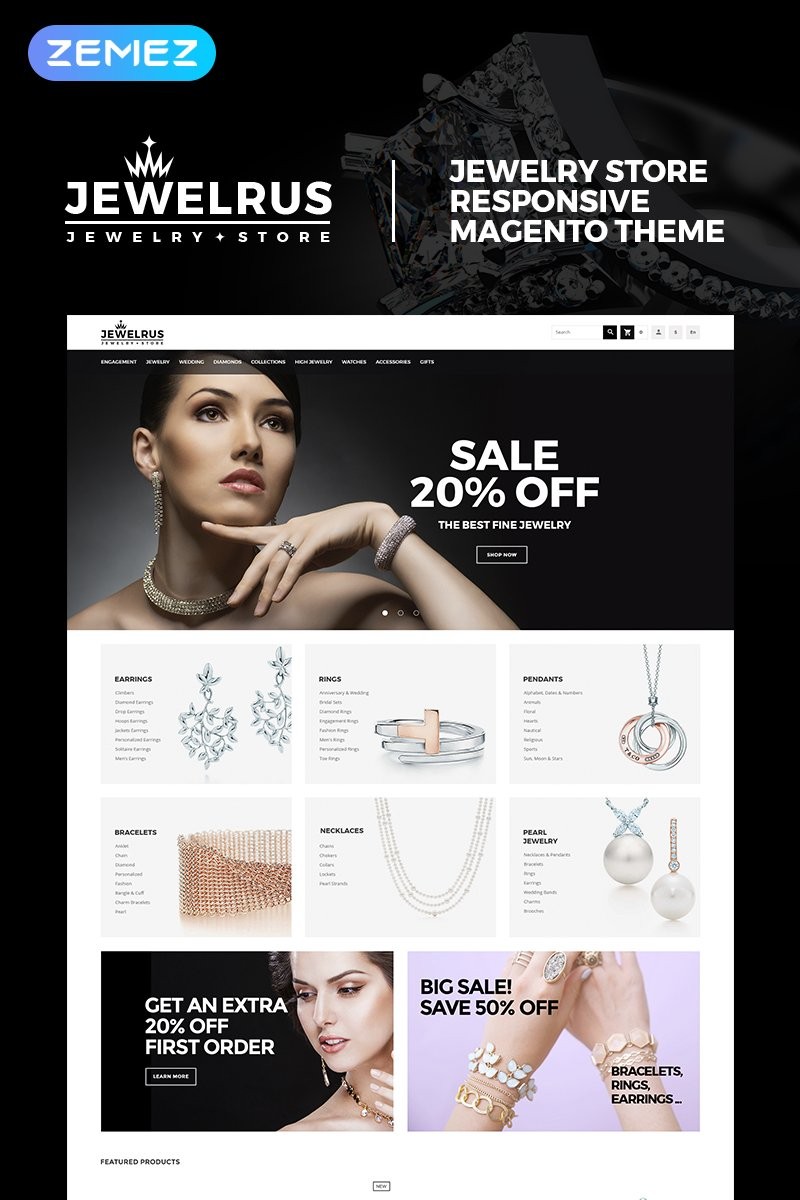 ZEMEZ
JEWELRUS
JEWELRY STORE
JEWELRY STORE
RESPONSIVE
MAGENTO THEME
JEWELRUS
JEWELRY STORE
Search
0
$
En
ENGAGEMENT JEWELRY WEDDING DIAMONDS COLLECTIONS HIGH JEWELRY WATCHES ACCESSORIES GIFTS
SALE
20% OFF
THE BEST FINE JEWELRY
SHOP NOW
EARRINGS
Climbers
Diamond Earrings
Drop Earrings
Hoops Earrings
Jackets Earrings
Personalized Earrings
Solitaire Earrings
Men's Earrings
RINGS
Anniversary & Wedding
Bridal Sets
Diamond Rings
Engagement Rings
Fashion Rings
Men's Rings
Personalized Rings
Toe Rings
PENDANTS
Alphabet, Dates & Numbers
Animals
Floral
Hearts
Nautical
Religious
Sports
Sun, Moon & Stars
T&CO
BRACELETS
Anklet
Chain
Diamond
Personalized
Fashion
Bangle & Cuff
Charm Bracelets
Pearl
NECKLACES
Chains
Chokers
Collars
Lockets
Pearl Strands
PEARL
JEWELRY
Necklaces & Pendants
Bracelets
Rings
Earrings
Wedding Bands
Charms
Brooches
GET AN EXTRA
20% OFF
FIRST ORDER
LEARN MORE
BIG SALE!
SAVE 50% OFF
BRACELETS,
RINGS,
EARRINGS ...
FEATURED PRODUCTS
NEW